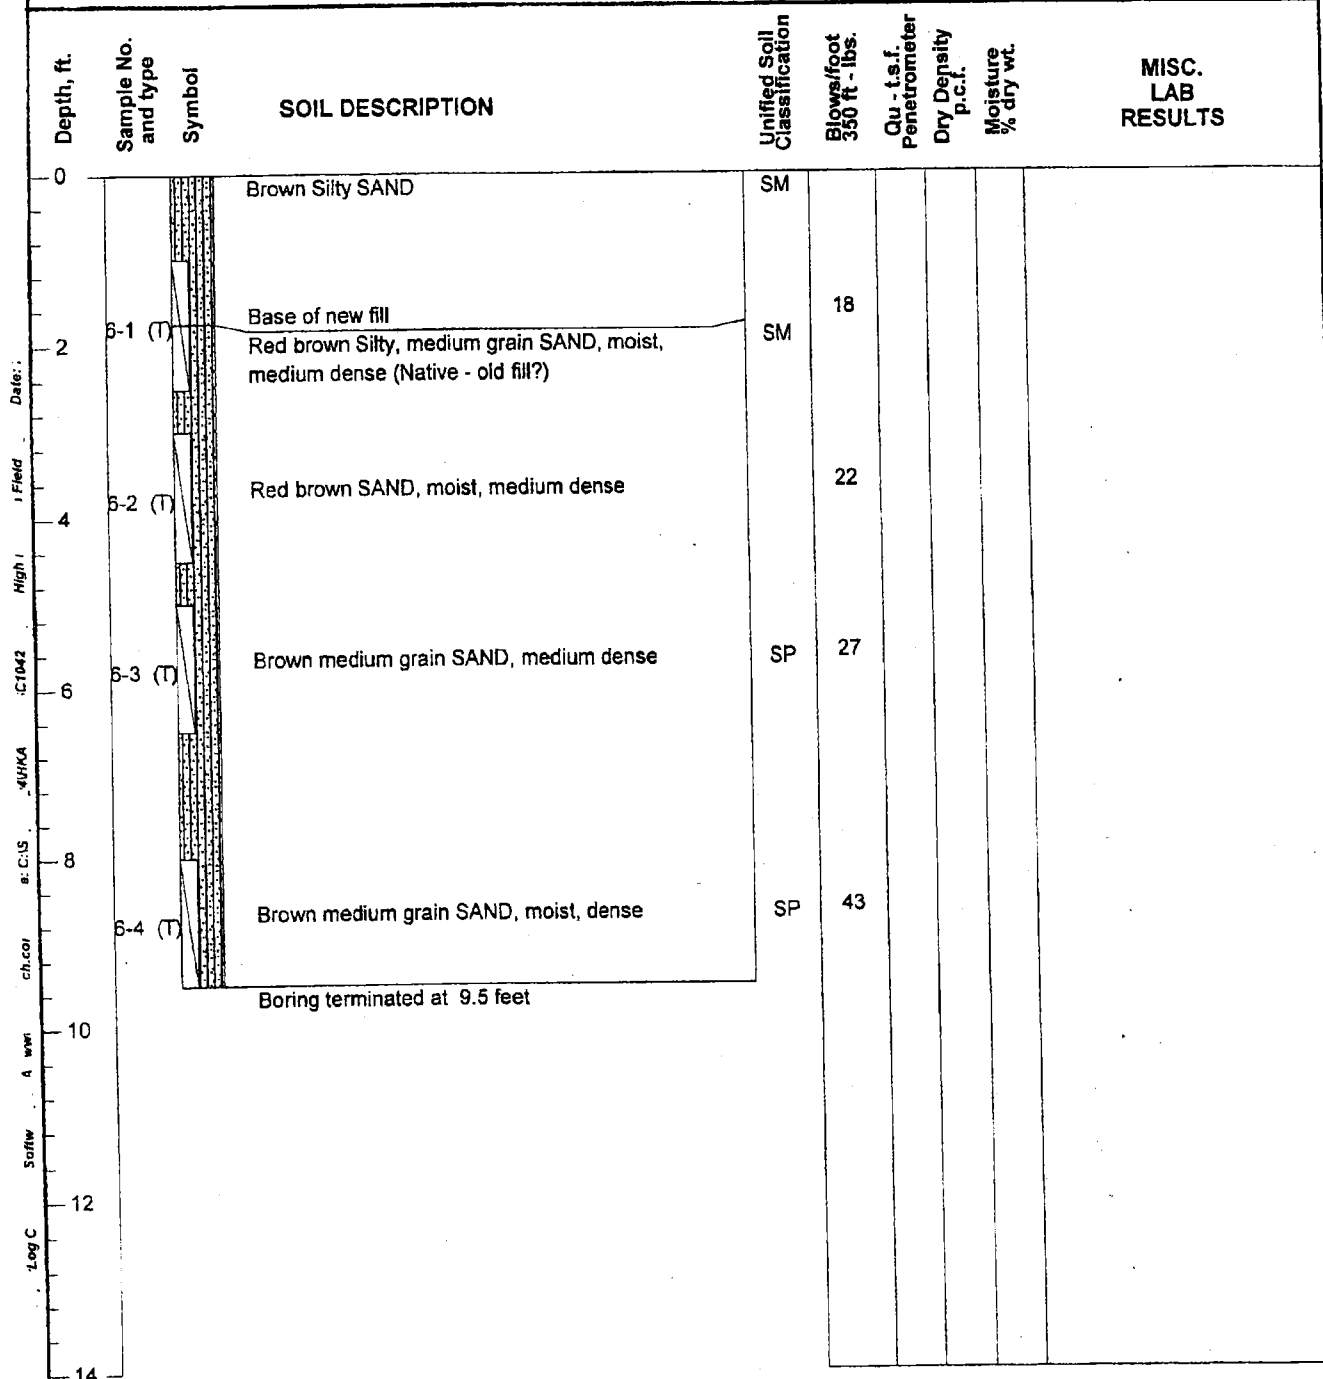 Depth, ft.
Sample No.
and type
Symbol
SOIL DESCRIPTION
Unified Soil
Classification
Blows/foot
350 ft - lbs.
Qu - t.s.f.
Penetrometer
Dry Density
p.c.f.
Moisture
% dry wt.
MISC.
LAB
RESULTS
0
Brown Silty SAND
SM
Base of new fill
18
6-1 (T)
SM
2
Red brown Silty, medium grain SAND, moist,
medium dense (Native - old fill?)
6-2 (T)
Red brown SAND, moist, medium dense
22
4
6-3 (T)
Brown medium grain SAND, medium dense
SP
27
6
8
6-4 (T)
Brown medium grain SAND, moist, dense
SP
43
Boring terminated at 9.5 feet
10
12
14
Log C
Softw
ch.com
C1042
High
Field
Date: